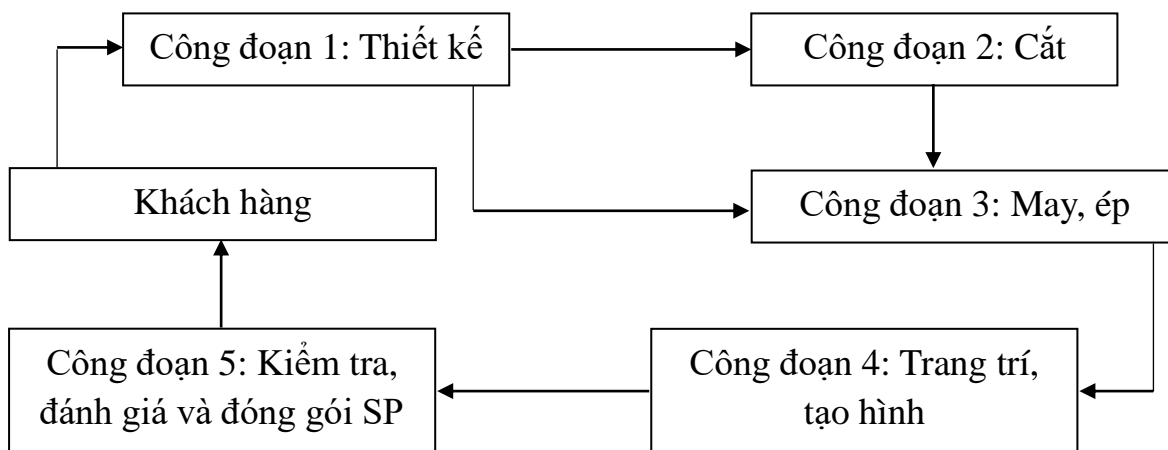 Công đoạn 1: Thiết kế
Công đoạn 2: Cắt
Khách hàng
Công đoạn 3: May, ép
Công đoạn 5: Kiểm tra,
đánh giá và đóng gói SP
Công đoạn 4: Trang trí,
tạo hình